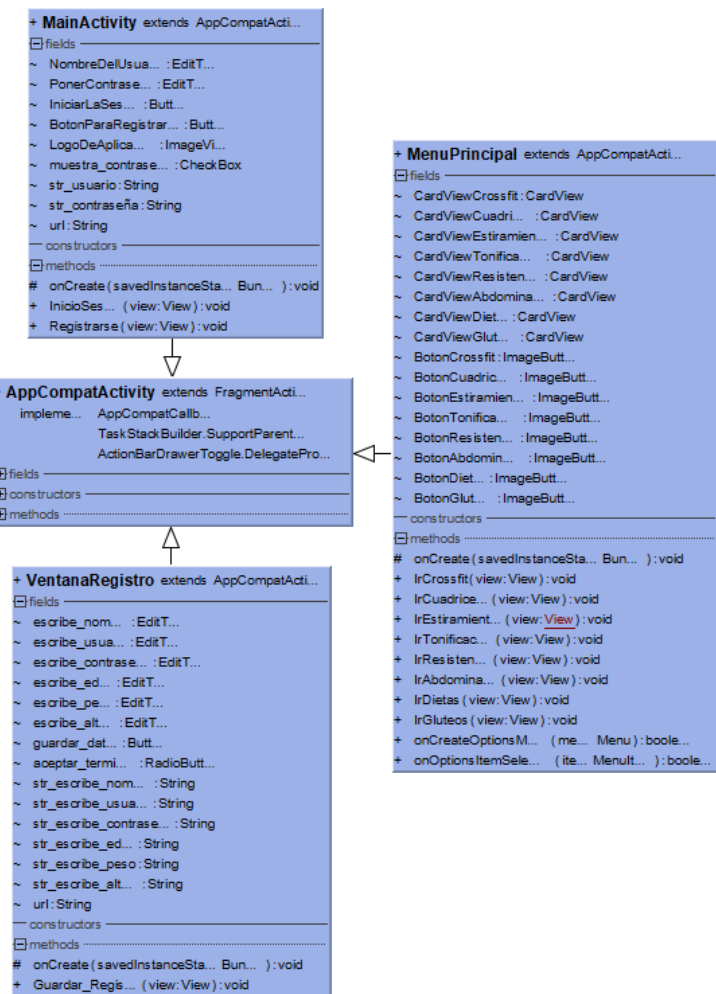 + MainActivity extends AppCompatActi...
fields
~ NombreDelUsua... :EditT...
~ PonerContrase... :EditT...
~ IniciarLaSes... :Butt...
~ BotonParaRegistrar... :Butt...
~ LogoDeAplica... :ImageVi...
~ muestra_contrase... :CheckBox
~ str_usuario:String
~ str_contraseña:String
~ url:String
constructors
methods
# onCreate(savedInstanceSta... Bun... ):void
+ InicioSes... (view:View):void
+ Registrarse(view:View):void
AppCompatActivity extends FragmentActi...
impleme... AppCompatCallb...
TaskStackBuilder.SupportParent...
ActionBarDrawerToggle.DelegatePro...
fields
constructors
methods
+ VentanaRegistro extends AppCompatActi...
fields
~ escribe_nom... :EditT...
~ escribe_usua... :EditT...
~ escribe_contrase... :EditT...
~ escribe_ed... :EditT...
~ escribe_pe... :EditT...
~ escribe_alt... :EditT...
~ guardar_dat... :Butt...
~ aceptar_termi... :RadioButt...
~ str_escribe_nom... :String
~ str_escribe_usua... :String
~ str_escribe_contrase... :String
~ str_escribe_ed... :String
~ str_escribe_peso:String
~ str_escribe_alt... :String
~ url:String
constructors
methods
# onCreate(savedInstanceSta... Bun... ):void
+ Guardar_Regis... (view:View):void
+ MenuPrincipal extends AppCompatActi...
fields
~ CardViewCrossfit:CardView
~ CardViewCuadri... :CardView
~ CardViewEstiramien... :CardView
~ CardViewTonifica... :CardView
~ CardViewResisten... :CardView
~ CardViewAbdomina... :CardView
~ CardViewDiet... :CardView
~ CardViewGlut... :CardView
~ BotonCrossfit:ImageButt...
~ BotonCuadric... :ImageButt...
~ BotonEstiramien... :ImageButt...
~ BotonTonifica... :ImageButt...
~ BotonResisten... :ImageButt...
~ BotonAbdomin... :ImageButt...
~ BotonDiet... :ImageButt...
~ BotonGlut... :ImageButt...
constructors
methods
# onCreate(savedInstanceSta... Bun... ):void
+ IrCrossfit(view:View):void
+ IrCuadrice... (view:View):void
+ IrEstiramient... (view:View):void
+ IrTonificac... (view:View):void
+ IrResisten... (view:View):void
+ IrAbdomina... (view:View):void
+ IrDietas(view:View):void
+ IrGluteos(view:View):void
+ onCreateOptionsM... (me... Menu):boole...
+ onOptionsItemSele... (ite... MenuIt... ):boole...